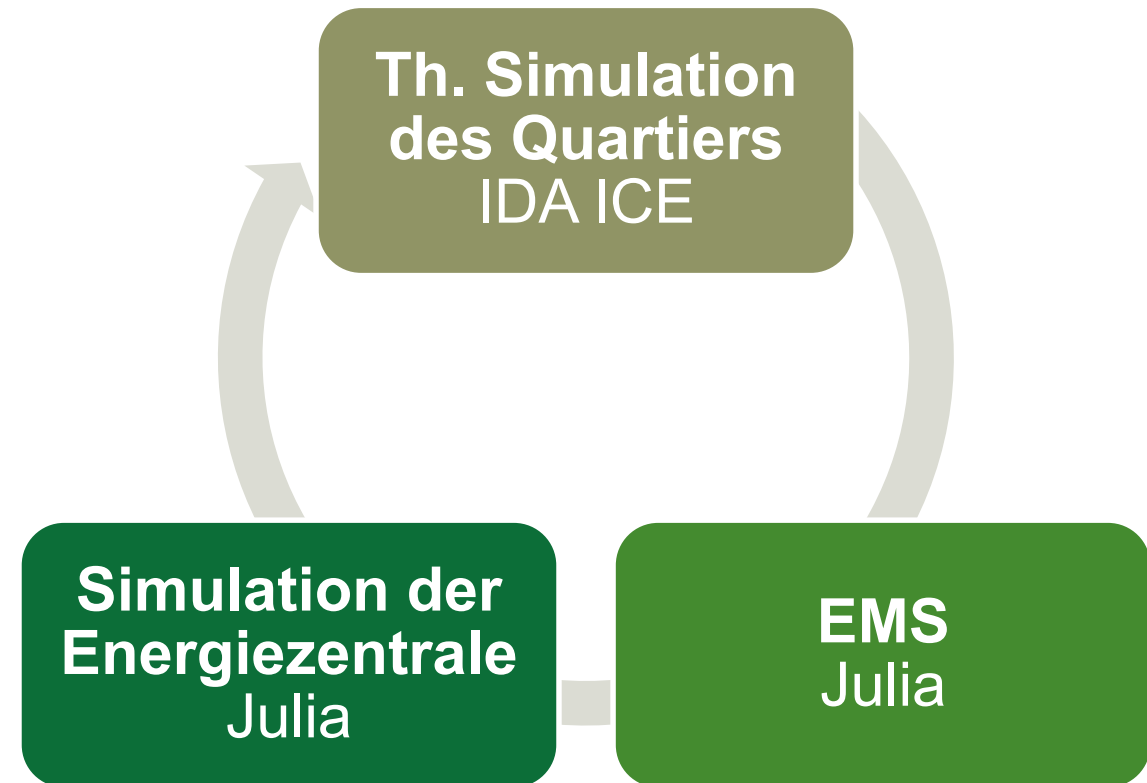 Th. Simulation
des Quartiers
IDA ICE
Simulation der
Energiezentrale
Julia
EMS
Julia